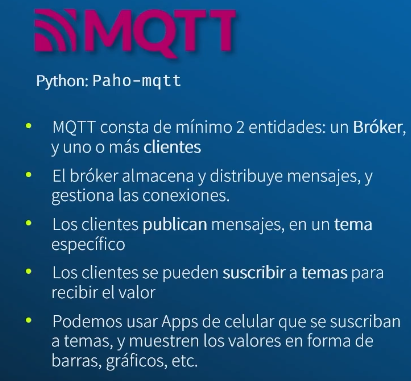 MQTT
Python: Paho-mqtt
• MQTT consta de mínimo 2 entidades: un Bróker,
y uno o más clientes
• El bróker almacena y distribuye mensajes, y
gestiona las conexiones.
• Los clientes publican mensajes, en un tema
específico
• Los clientes se pueden suscribir a temas para
recibir el valor
• Podemos usar Apps de celular que se suscriban
a temas, y muestren los valores en forma de
barras, gráficos, etc.